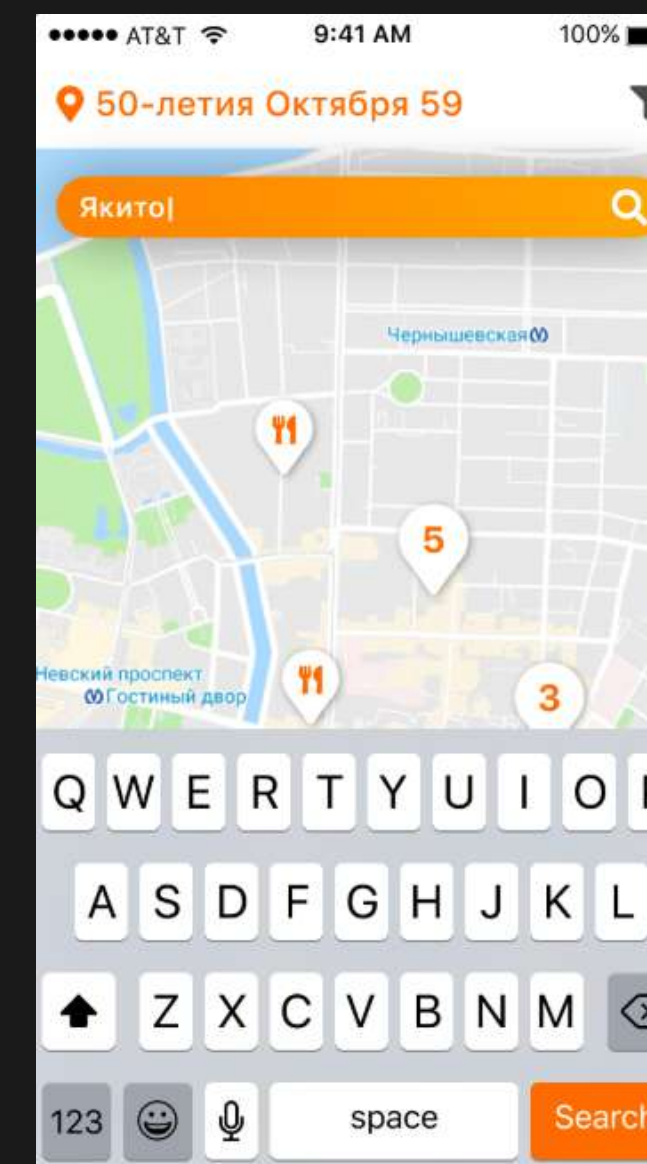 AT&T 9:41 AM 100%
50-летия Октября 59
Якито
Чернышевская
5
Невский проспект
Гостиный двор
3
Q W E R T Y U I O
A S D F G H J K L
Z X C V B N M
123 space Search